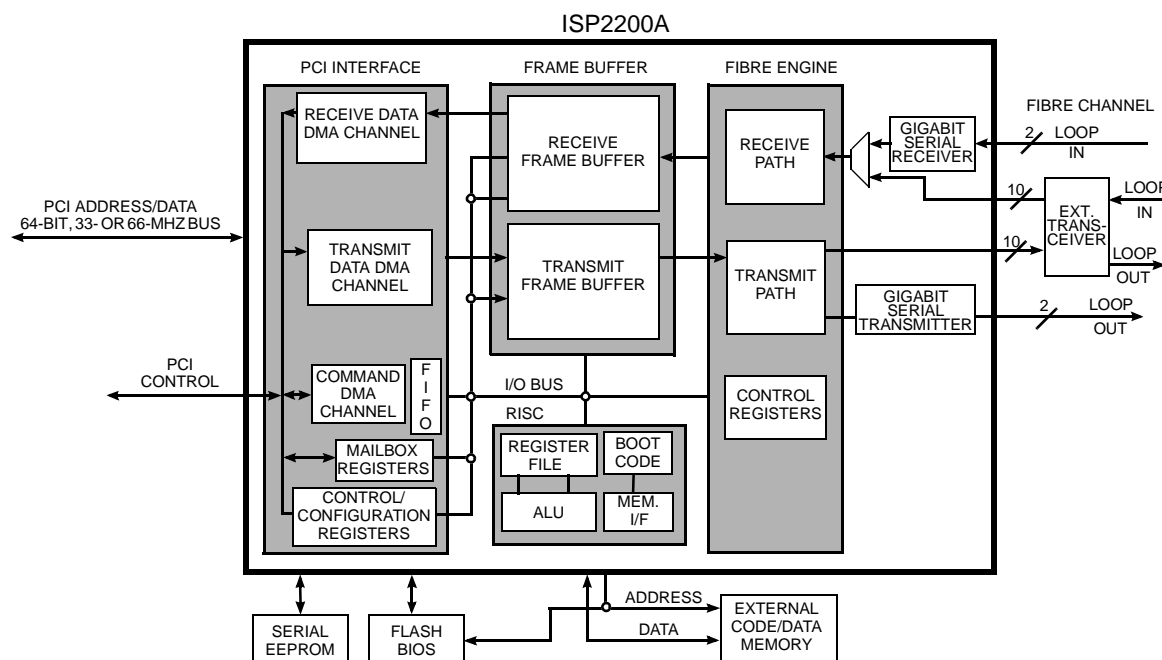 ISP2200A
PCI INTERFACE
FRAME BUFFER
FIBRE ENGINE
RECEIVE DATA
DMA CHANNEL
RECEIVE
FRAME BUFFER
RECEIVE
PATH
GIGABIT
SERIAL
RECEIVER
FIBRE CHANNEL
2
LOOP
IN
PCI ADDRESS/DATA
64-BIT, 33- OR 66-MHZ BUS
10
EXT.
TRANS-
CEIVER
LOOP
IN
TRANSMIT
DATA DMA
CHANNEL
TRANSMIT
FRAME BUFFER
TRANSMIT
PATH
10
LOOP
OUT
GIGABIT
SERIAL
TRANSMITTER
2
LOOP
OUT
PCI
CONTROL
COMMAND
DMA
CHANNEL
F
I
F
O
I/O BUS
CONTROL
REGISTERS
RISC
MAILBOX
REGISTERS
REGISTER
FILE
BOOT
CODE
CONTROL/
CONFIGURATION
REGISTERS
ALU
MEM.
I/F
SERIAL
EEPROM
FLASH
BIOS
ADDRESS
DATA
EXTERNAL
CODE/DATA
MEMORY